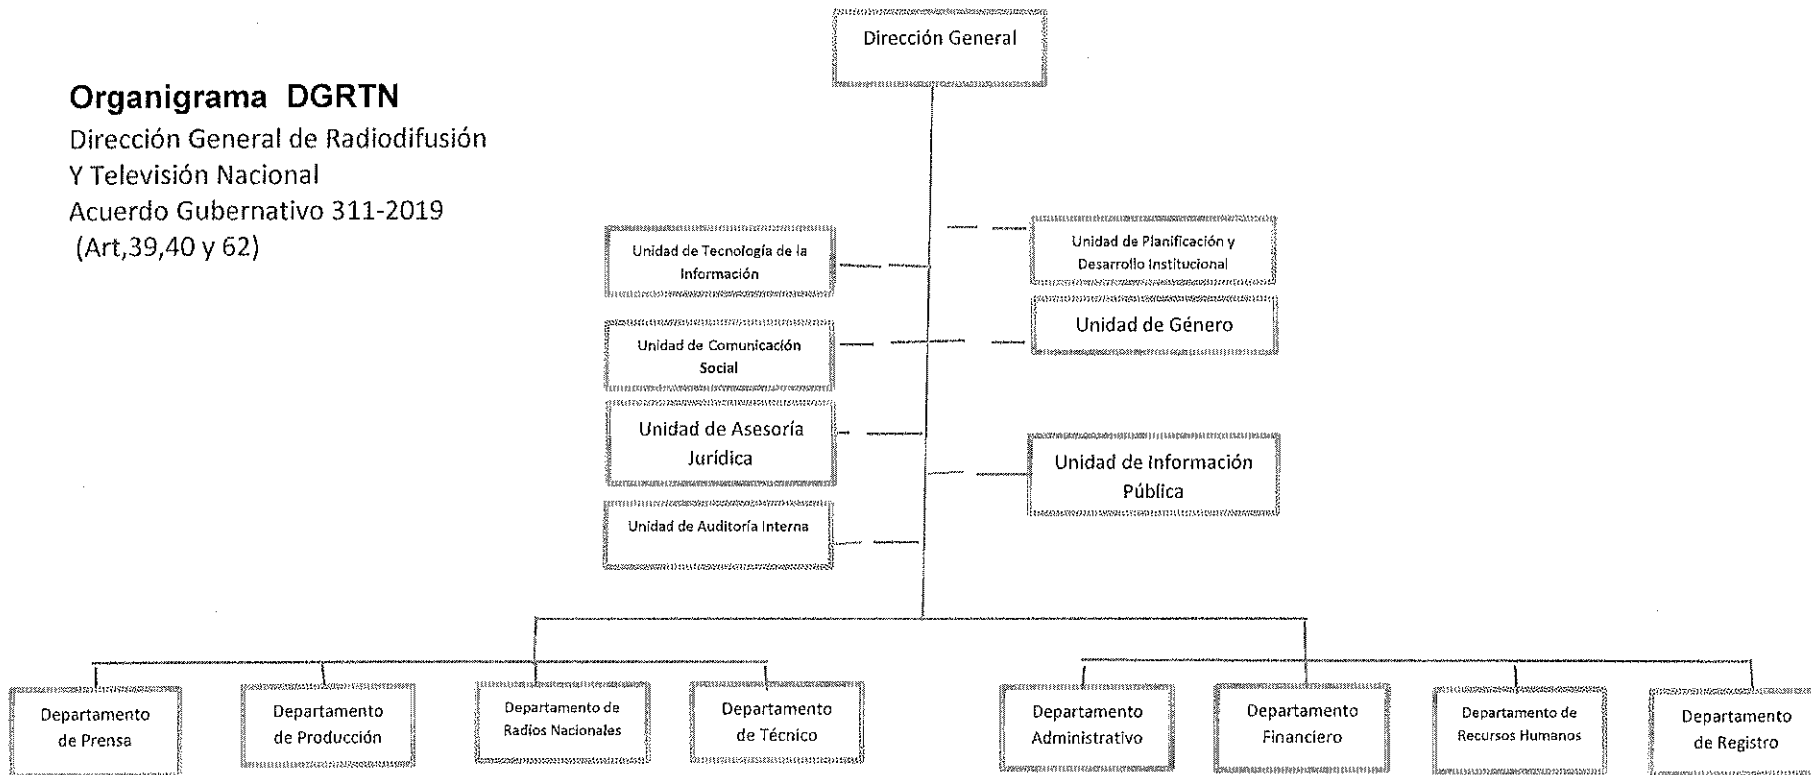 Dirección General
Organigrama DGRTN
Dirección General de Radiodifusión
Y Televisión Nacional
Acuerdo Gubernativo 311-2019
(Art,39,40 y 62)
Unidad de Tecnología de la
Información
Unidad de Planificación y
Desarrollo Institucional
Unidad de Comunicación
Social
Unidad de Género
Unidad de Asesoría
Jurídica
Unidad de Información
Pública
Unidad de Auditoría Interna
Departamento
de Prensa
Departamento
de Producción
Departamento de
Radios Nacionales
Departamento
de Técnico
Departamento
Administrativo
Departamento
Financiero
Departamento de
Recursos Humanos
Departamento
de Registro